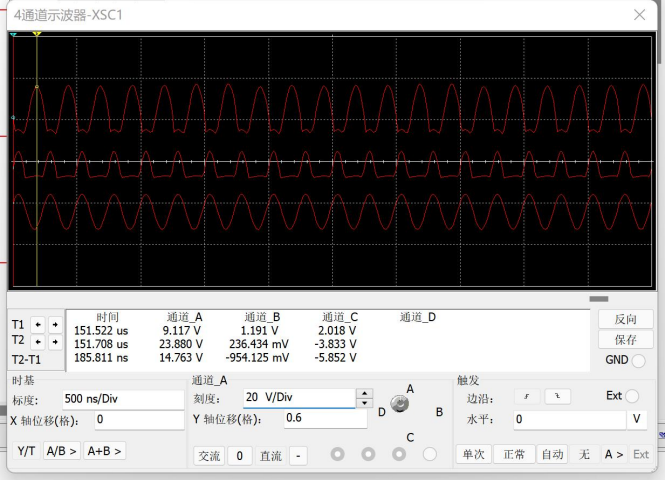 4通道示波器-XSC1
时间 通道_A 通道_B 通道_C 通道_D
T1 151.522 us 9.117 V 1.191 V 2.018 V
T2 151.708 us 23.880 V 236.434 mV -3.833 V
T2-T1 185.811 ns 14.763 V -954.125 mV -5.852 V
反向
保存
GND
时基
标度: 500 ns/Div
X 轴位移(格): 0
Y/T A/B > A+B >
通道_A
刻度: 20 V/Div
Y 轴位移(格): 0.6
交流 0 直流 -
A
B
C
D
触发
边沿: Ext
水平: 0 V
单次 正常 自动 无 A > Ext